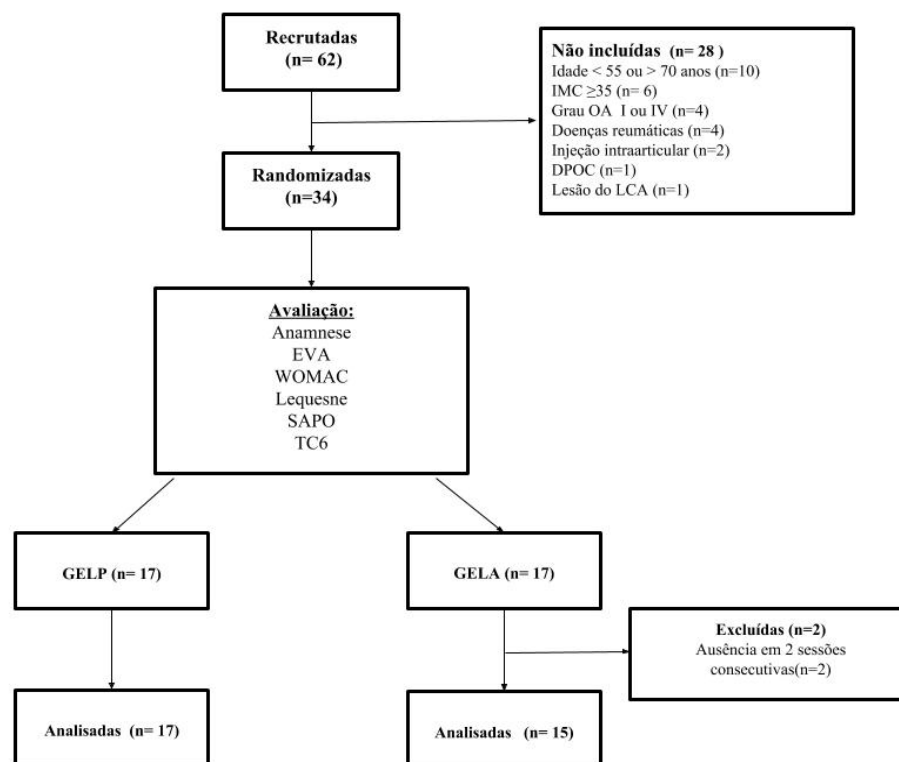 Recrutadas
(n= 62)
Não incluídas (n= 28 )
Idade < 55 ou > 70 anos (n=10)
IMC ≥35 (n= 6)
Grau OA I ou IV (n=4)
Doenças reumáticas (n=4)
Injeção intraarticular (n=2)
DPOC (n=1)
Lesão do LCA (n=1)
Randomizadas
(n=34)
Avaliação:
Anamnese
EVA
WOMAC
Lequesne
SAPO
TC6
GELP (n= 17)
GELA (n= 17)
Excluídas (n=2)
Ausência em 2 sessões
consecutivas(n=2)
Analisadas (n= 17)
Analisadas (n= 15)